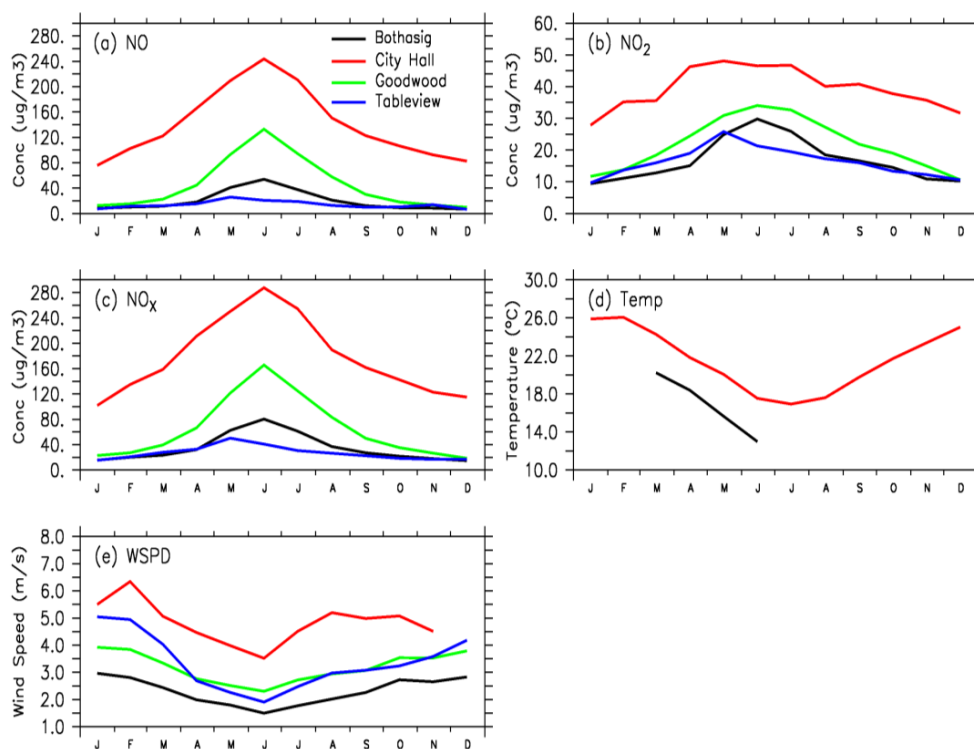 (a) NO
Bothasig
City Hall
Goodwood
Tableview
Conc (ug/m3)
280.
240.
200.
160.
120.
80.
40.
0.
J F M A M J J A S O N D
(b) NO2
Conc (ug/m3)
60.
50.
40.
30.
20.
10.
0.
J F M A M J J A S O N D
(c) NOX
Conc (ug/m3)
280.
240.
200.
160.
120.
80.
40.
0.
J F M A M J J A S O N D
(d) Temp
Temperature (°C)
30.0
26.0
22.0
18.0
14.0
10.0
J F M A M J J A S O N D
(e) WSPD
Wind Speed (m/s)
8.0
7.0
6.0
5.0
4.0
3.0
2.0
1.0
J F M A M J J A S O N D